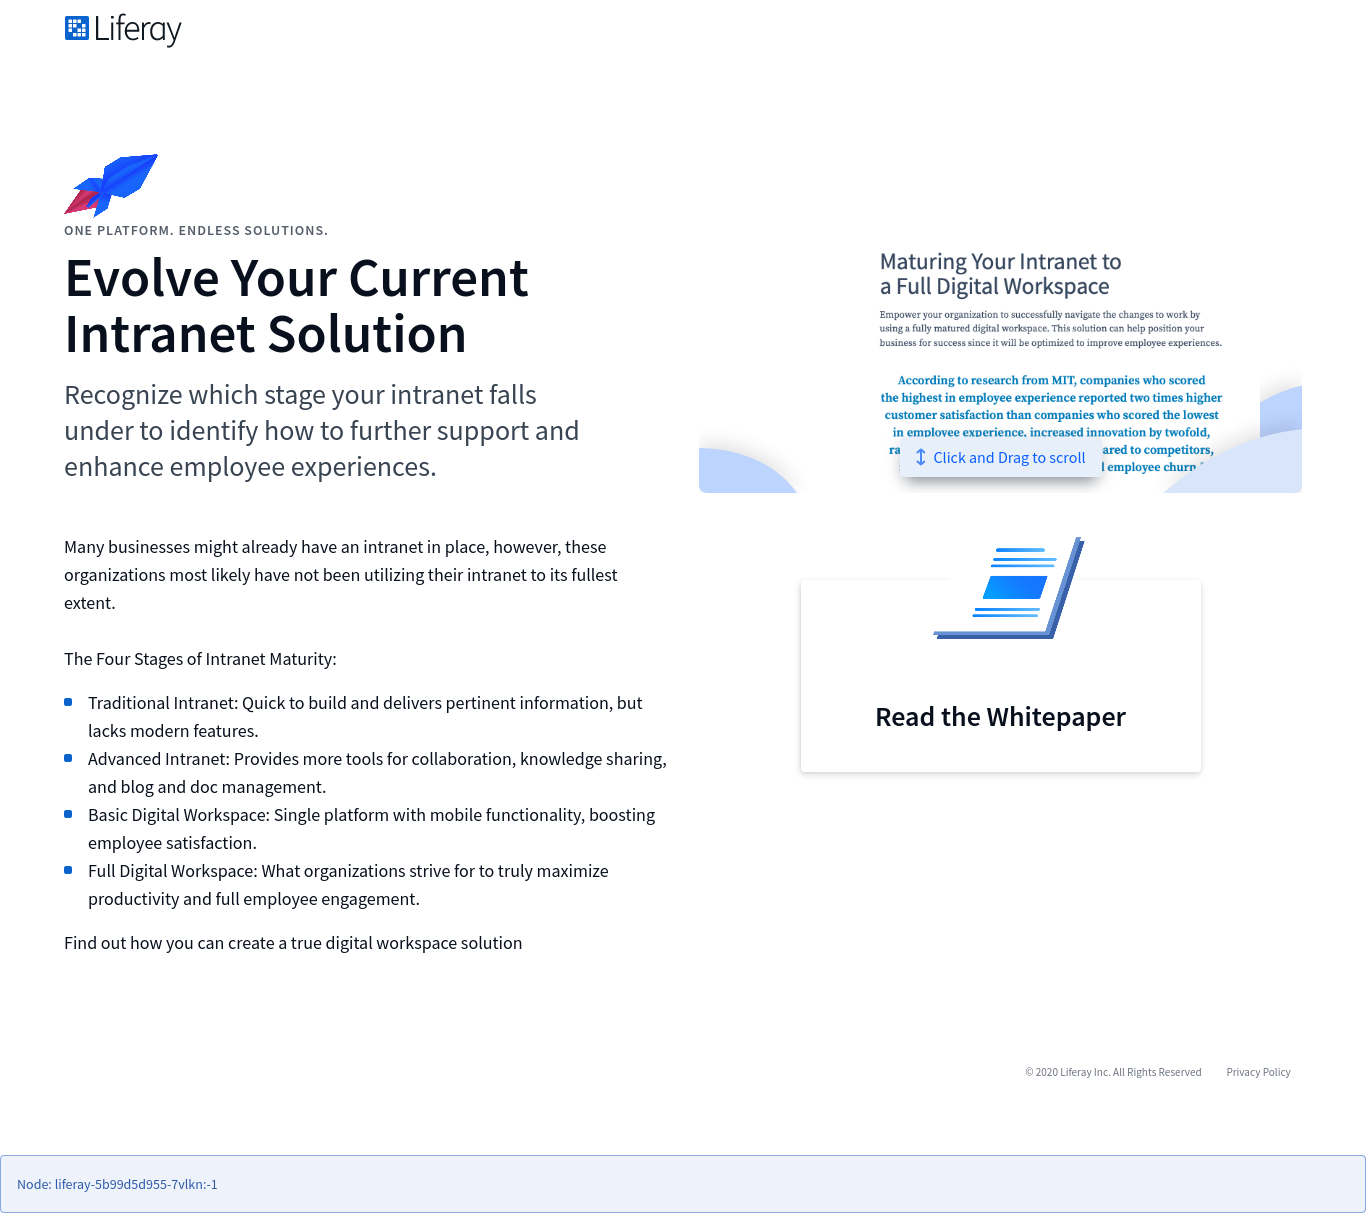 Liferay
ONE PLATFORM. ENDLESS SOLUTIONS.
Evolve Your Current
Intranet Solution
Recognize which stage your intranet falls
under to identify how to further support and
enhance employee experiences.
Many businesses might already have an intranet in place, however, these
organizations most likely have not been utilizing their intranet to its fullest
extent.
The Four Stages of Intranet Maturity:
Traditional Intranet: Quick to build and delivers pertinent information, but
lacks modern features.
Advanced Intranet: Provides more tools for collaboration, knowledge sharing,
and blog and doc management.
Basic Digital Workspace: Single platform with mobile functionality, boosting
employee satisfaction.
Full Digital Workspace: What organizations strive for to truly maximize
productivity and full employee engagement.
Find out how you can create a true digital workspace solution
Maturing Your Intranet to
a Full Digital Workspace
Empower your organization to successfully navigate the changes to work by
using a fully matured digital workspace. This solution can help position your
business for success since it will be optimized to improve employee experiences.
According to research from MIT, companies who scored
the highest in employee experience reported two times higher
customer satisfaction than companies who scored the lowest
in employee experience, increased innovation by twofold,
ared to competitors,
Click and Drag to scroll
employee churn
Read the Whitepaper
© 2020 Liferay Inc. All Rights Reserved Privacy Policy
Node: liferay-5b99d5d955-7vlkn:-1